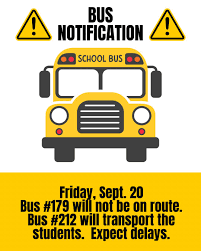 BUS
NOTIFICATION
SCHOOL BUS
Friday, Sept. 20
Bus #179 will not be on route.
Bus #212 will transport the
students. Expect delays.